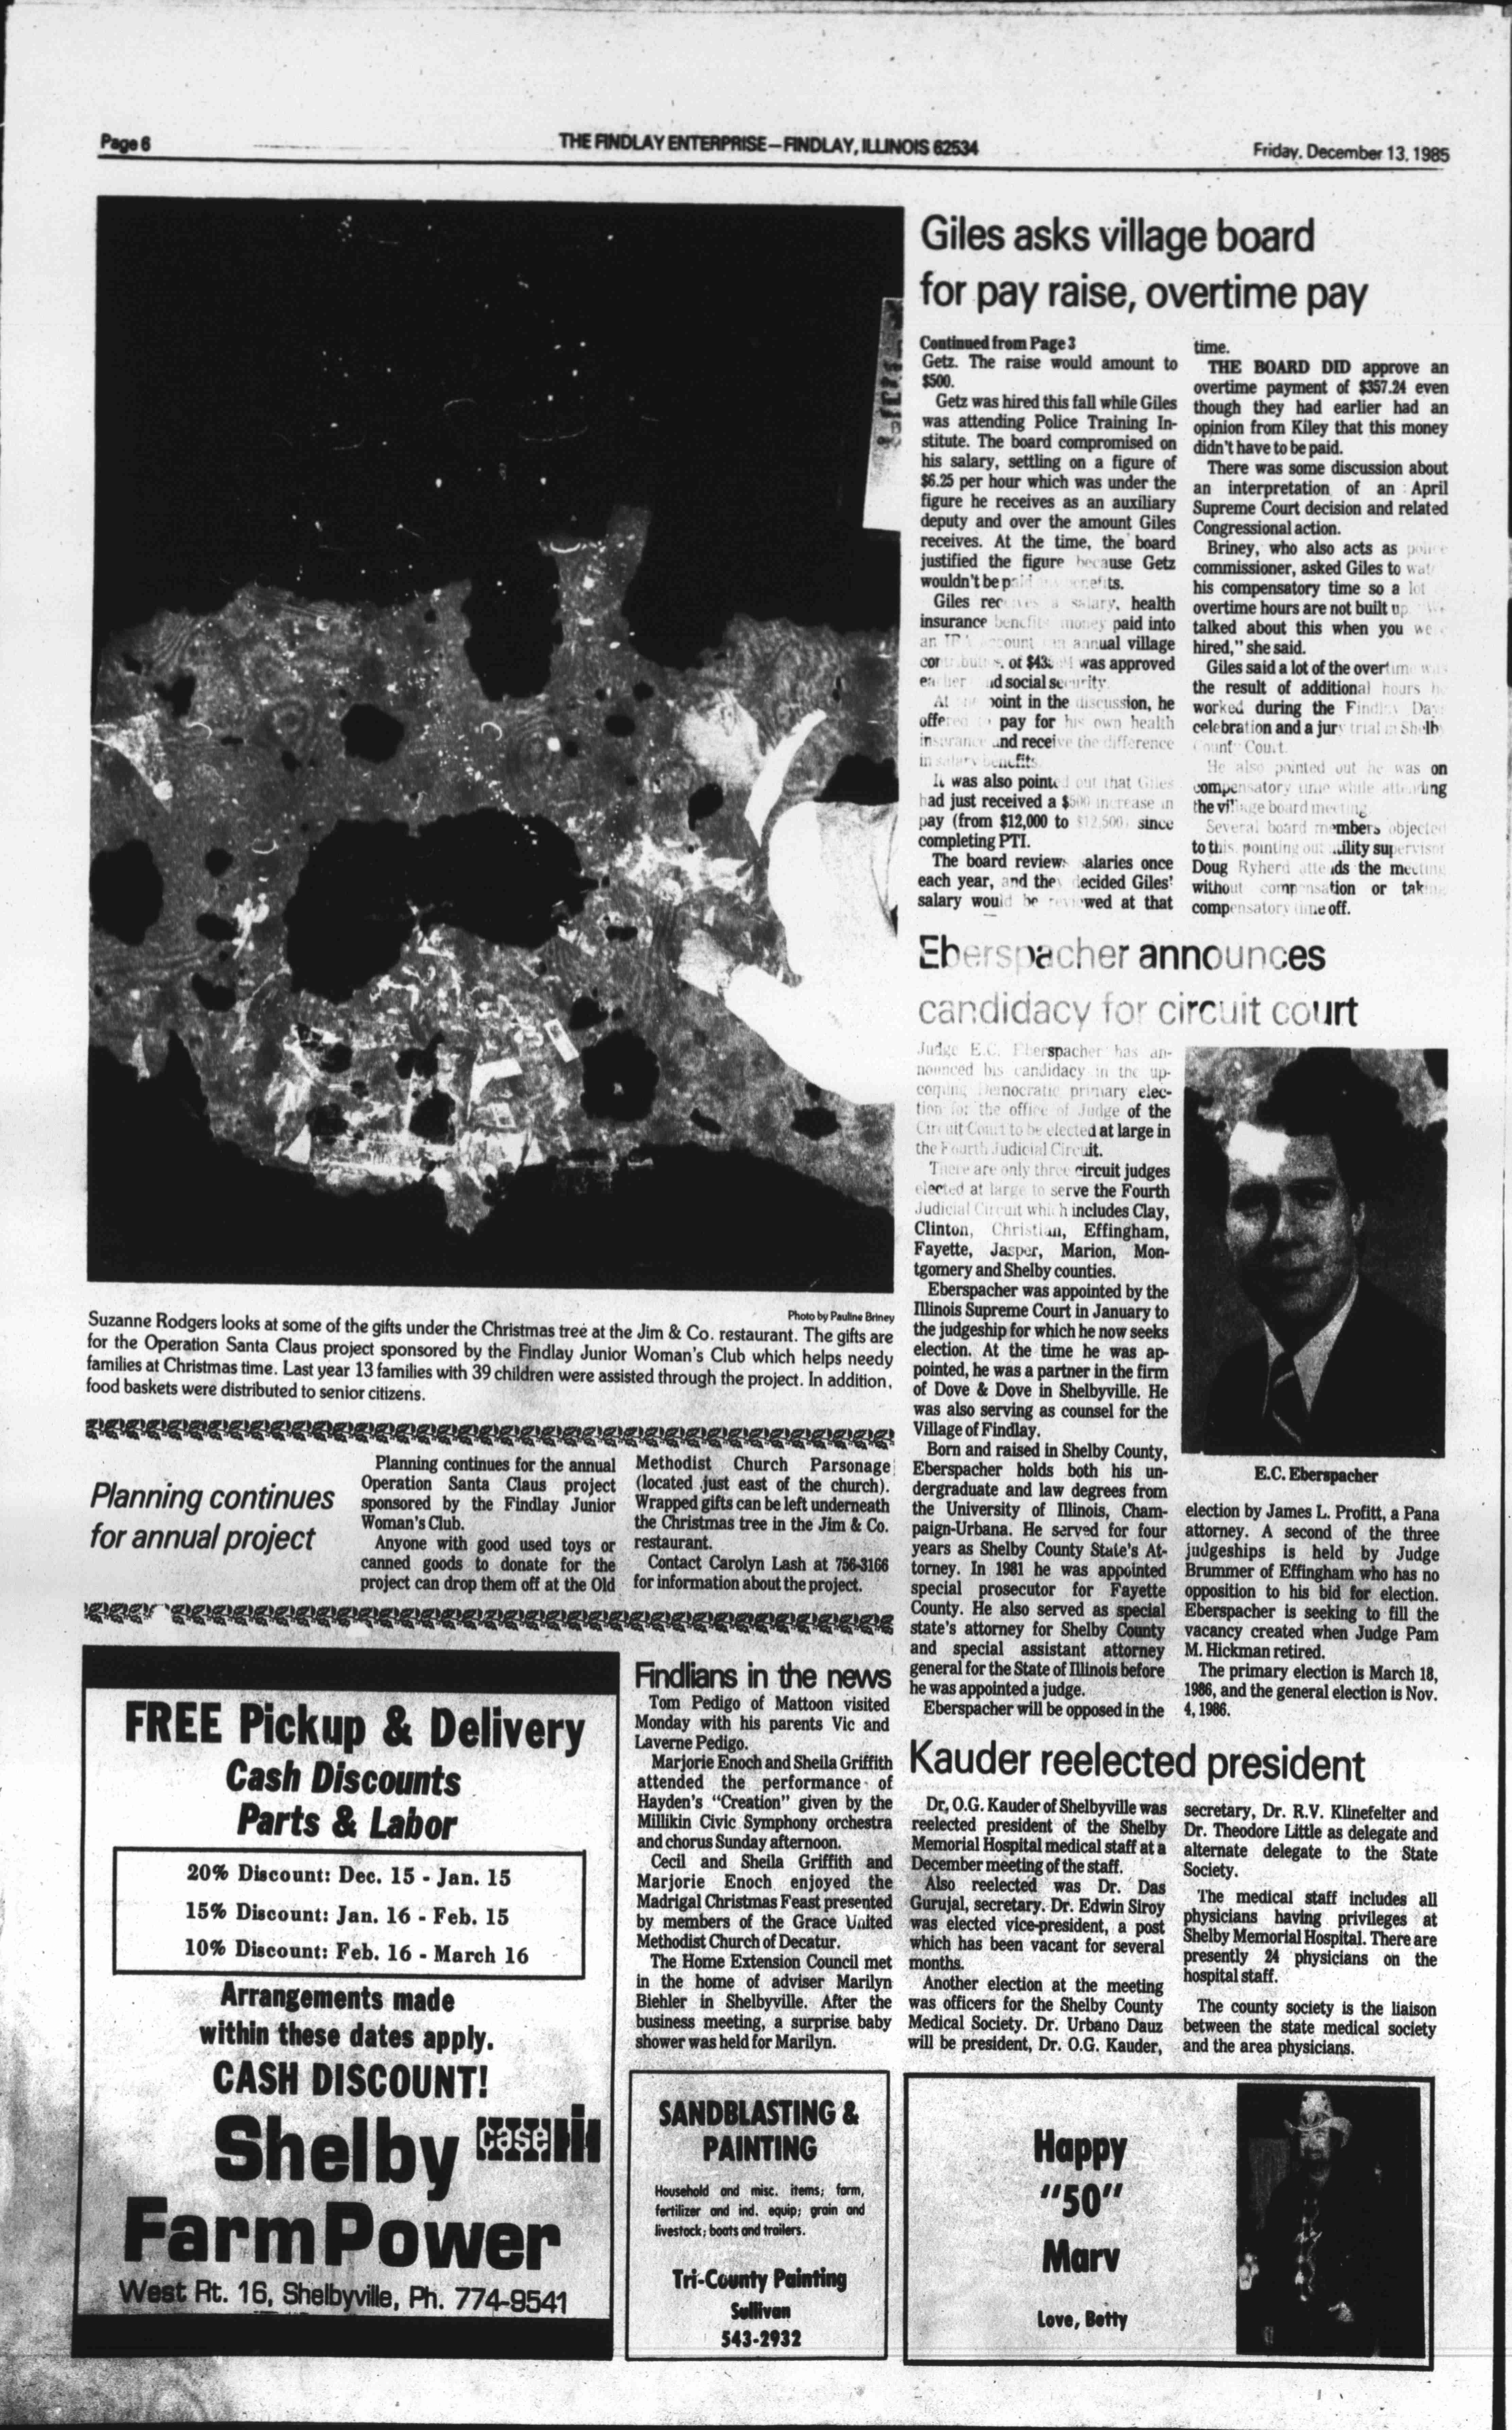 Page 6
THE FINDLAY ENTERPRISE—FINDLAY, ILLINOIS 62534
Friday, December 13, 1985
Photo by Pauline Briney
Suzanne Rodgers looks at some of the gifts under the Christmas tree at the Jim & Co. restaurant. The gifts are
for the Operation Santa Claus project sponsored by the Findlay Junior Woman's Club which helps needy
families at Christmas time. Last year 13 families with 39 children were assisted through the project. In addition,
food baskets were distributed to senior citizens.
Planning continues
for annual project
Planning continues for the annual
Operation Santa Claus project
sponsored by the Findlay Junior
Woman's Club.
Anyone with good used toys or
canned goods to donate for the
project can drop them off at the Old
Methodist Church Parsonage
(located just east of the church).
Wrapped gifts can be left underneath
the Christmas tree in the Jim & Co.
restaurant.
Contact Carolyn Lash at 756-3166
for information about the project.
Giles asks village board
for pay raise, overtime pay
Continued from Page 3
Getz. The raise would amount to
$500.
Getz was hired this fall while Giles
was attending Police Training In-
stitute. The board compromised on
his salary, settling on a figure of
$6.25 per hour which was under the
figure he receives as an auxiliary
deputy and over the amount Giles
receives. At the time, the board
justified the figure because Getz
wouldn't be paid benefits.
Giles receives a salary, health
insurance benefits money paid into
an account an annual village
of was approved
earlier and social security.
At point in the discussion, he
offered to pay for his own health
insurance and receive the difference
in salary benefits.
It was also pointed out that Giles
had just received a $500 increase in
pay (from $12,000 to $12,500) since
completing PTI.
The board reviews salaries once
each year, and they decided Giles'
salary would be reviewed at that
time.
THE BOARD DID approve an
overtime payment of $357.24 even
though they had earlier had an
opinion from Kiley that this money
didn't have to be paid.
There was some discussion about
an interpretation of an April
Supreme Court decision and related
Congressional action.
Briney, who also acts as police
commissioner, asked Giles to
his compensatory time so a lot
overtime hours are not built up. "We
talked about this when you were
hired," she said.
Giles said a lot of the overtime was
the result of additional hours he
worked during the Findlay Days
celebration and a jury trial in Shelby
County Court.
He also pointed out he was on
compensatory time while attending
the village board meeting.
Several board members objected
to this, pointing out utility supervisor
Doug Ryherd attends the meeting
without compensation or taking
compensatory time off.
Eberspacher announces
candidacy for circuit court
Judge E.C. Eberspacher has an-
nounced his candidacy in the up-
coming Democratic primary elec-
tion for the office of Judge of the
Circuit Court to be elected at large in
the Fourth Judicial Circuit.
There are only three circuit judges
elected at large to serve the Fourth
Judicial Circuit which includes Clay,
Clinton, Christian, Effingham,
Fayette, Jasper, Marion, Mon-
tgomery and Shelby counties.
Eberspacher was appointed by the
Illinois Supreme Court in January to
the judgeship for which he now seeks
election. At the time he was ap-
pointed, he was a partner in the firm
of Dove & Dove in Shelbyville. He
was also serving as counsel for the
Village of Findlay.
Born and raised in Shelby County,
Eberspacher holds both his un-
dergraduate and law degrees from
the University of Illinois, Cham-
paign-Urbana. He served for four
years as Shelby County State's At-
torney. In 1981 he was appointed
special prosecutor for Fayette
County. He also served as special
state's attorney for Shelby County
and special assistant attorney
general for the State of Illinois before
he was appointed a judge.
Eberspacher will be opposed in the
E.C. Eberspacher
election by James L. Profitt, a Pana
attorney. A second of the three
judgeships is held by Judge
Brummer of Effingham who has no
opposition to his bid for election.
Eberspacher is seeking to fill the
vacancy created when Judge Pam
M. Hickman retired.
The primary election is March 18,
1986, and the general election is Nov.
4, 1986.
FREE Pickup & Delivery
Cash Discounts
Parts & Labor
20% Discount: Dec. 15 - Jan. 15
15% Discount: Jan. 16 - Feb. 15
10% Discount: Feb. 16 - March 16
Arrangements made
within these dates apply.
CASH DISCOUNT!
Shelby
case IH
FarmPower
West Rt. 16, Shelbyville, Ph. 774-9541
Findlians in the news
Tom Pedigo of Mattoon visited
Monday with his parents Vic and
Laverne Pedigo.
Marjorie Enoch and Sheila Griffith
attended the performance of
Hayden's "Creation" given by the
Millikin Civic Symphony orchestra
and chorus Sunday afternoon.
Cecil and Sheila Griffith and
Marjorie Enoch enjoyed the
Madrigal Christmas Feast presented
by members of the Grace United
Methodist Church of Decatur.
The Home Extension Council met
in the home of adviser Marilyn
Biehler in Shelbyville. After the
business meeting, a surprise baby
shower was held for Marilyn.
Kauder reelected president
Dr, O.G. Kauder of Shelbyville was
reelected president of the Shelby
Memorial Hospital medical staff at a
December meeting of the staff.
Also reelected was Dr. Das
Gurujal, secretary. Dr. Edwin Siroy
was elected vice-president, a post
which has been vacant for several
months.
Another election at the meeting
was officers for the Shelby County
Medical Society. Dr. Urbano Dauz
will be president, Dr. O.G. Kauder,
secretary, Dr. R.V. Klinefelter and
Dr. Theodore Little as delegate and
alternate delegate to the State
Society.
The medical staff includes all
physicians having privileges at
Shelby Memorial Hospital. There are
presently 24 physicians on the
hospital staff.
The county society is the liaison
between the state medical society
and the area physicians.
SANDBLASTING &
PAINTING
Household and misc. items; farm,
fertilizer and ind. equip; grain and
livestock; boats and trailers.
Tri-County Painting
Sullivan
543-2932
Happy
"50"
Marv
Love, Betty